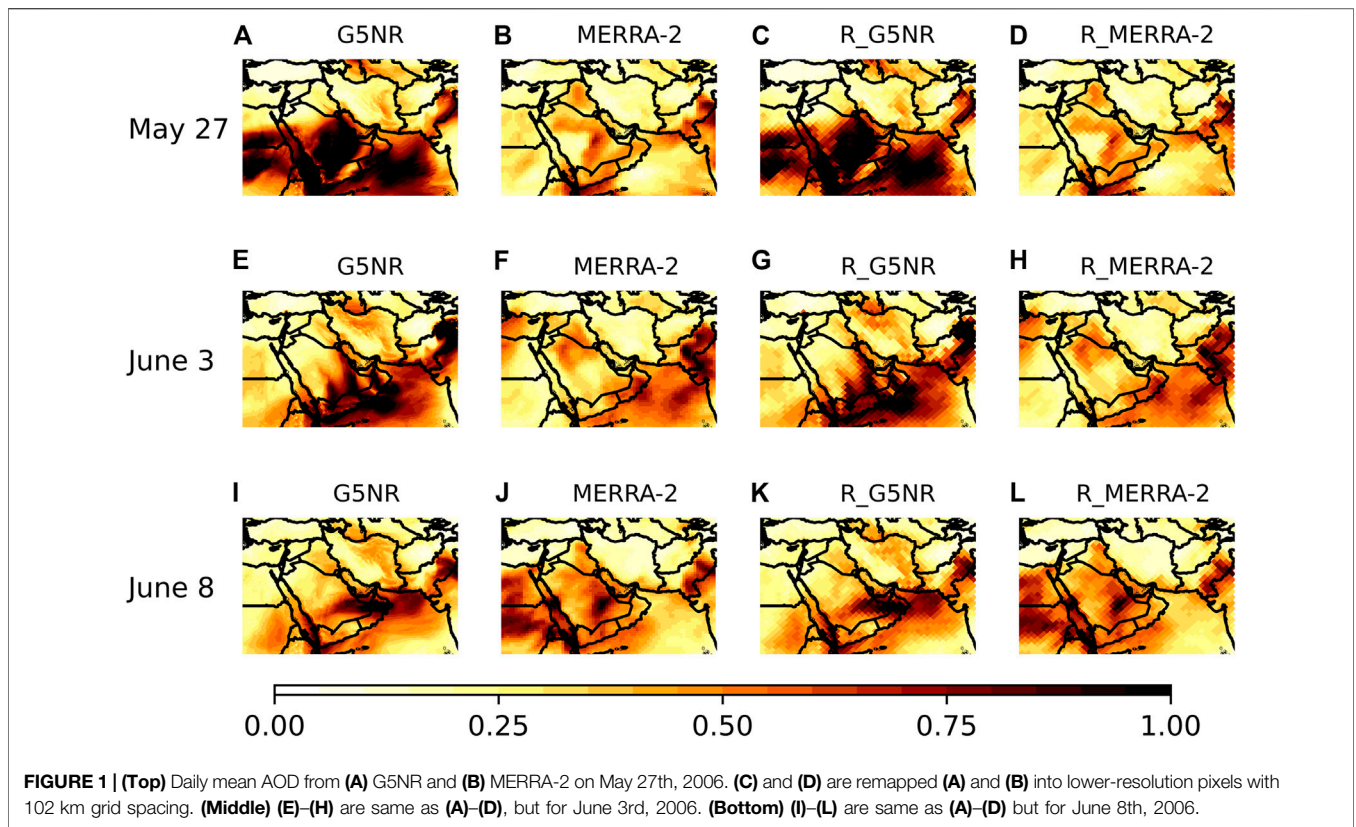 A G5NR B MERRA-2 C R_G5NR D R_MERRA-2
May 27
E G5NR F MERRA-2 G R_G5NR H R_MERRA-2
June 3
I G5NR J MERRA-2 K R_G5NR L R_MERRA-2
June 8
0.00 0.25 0.50 0.75 1.00
FIGURE 1 | (Top) Daily mean AOD from (A) G5NR and (B) MERRA-2 on May 27th, 2006. (C) and (D) are remapped (A) and (B) into lower-resolution pixels with
102 km grid spacing. (Middle) (E)–(H) are same as (A)–(D), but for June 3rd, 2006. (Bottom) (I)–(L) are same as (A)–(D) but for June 8th, 2006.